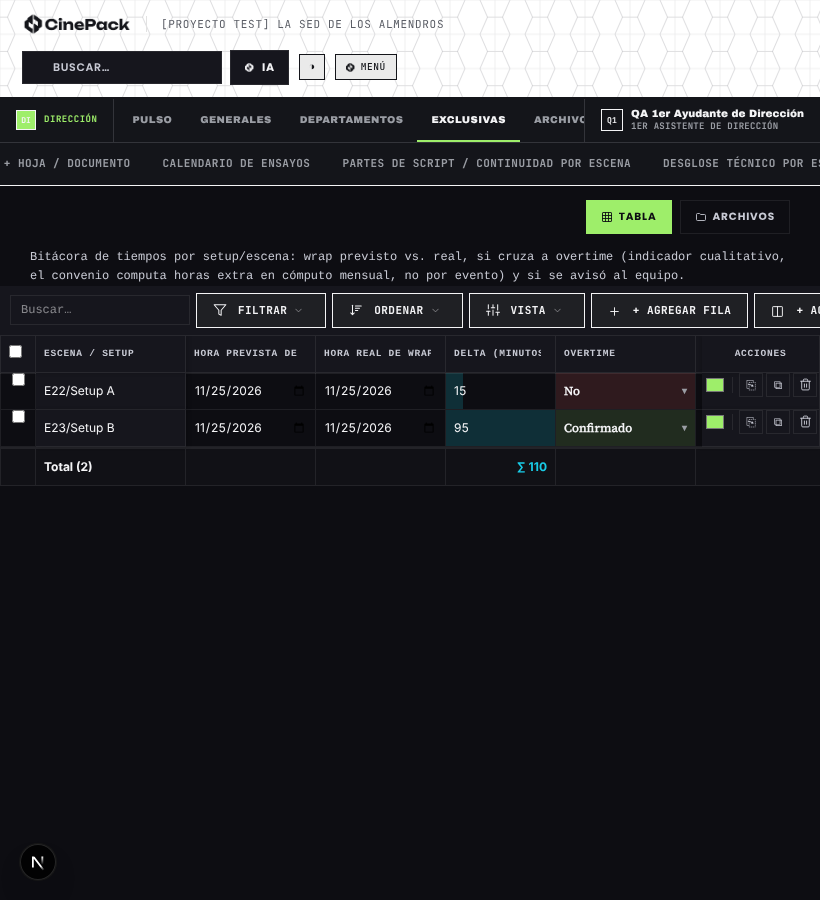 CinePack
[PROYECTO TEST] LA SED DE LOS ALMENDROS
BUSCAR…
IA
MENÚ
Q1 DIRECCIÓN
PULSO GENERALES DEPARTAMENTOS EXCLUSIVAS ARCHIVO
Q1 QA 1er Ayudante de Dirección
1ER ASISTENTE DE DIRECCIÓN
+ HOJA / DOCUMENTO CALENDARIO DE ENSAYOS PARTES DE SCRIPT / CONTINUIDAD POR ESCENA DESGLOSE TÉCNICO POR ES
TABLA ARCHIVOS
Bitácora de tiempos por setup/escena: wrap previsto vs. real, si cruza a overtime (indicador cualitativo,
el convenio computa horas extra en cómputo mensual, no por evento) y si se avisó al equipo.
Buscar… FILTRAR ORDENAR VISTA + AGREGAR FILA + AG
ESCENA / SETUP HORA PREVISTA DE HORA REAL DE WRAP DELTA (MINUTOS OVERTIME ACCIONES
E22/Setup A 11/25/2026 11/25/2026 15 No
E23/Setup B 11/25/2026 11/25/2026 95 Confirmado
Total (2) ∑ 110
N